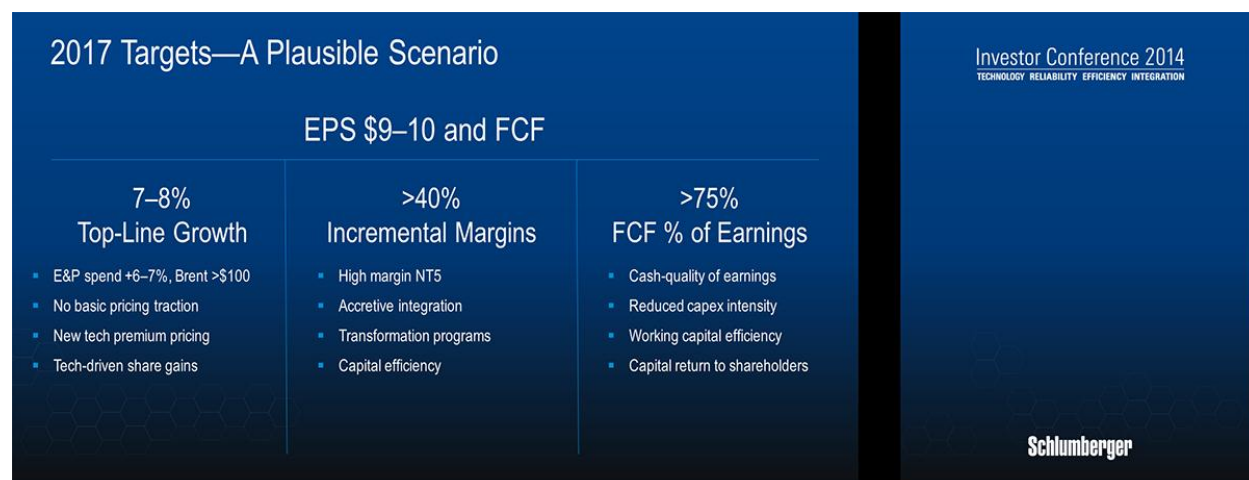 2017 Targets—A Plausible Scenario
EPS $9–10 and FCF
7–8%
Top-Line Growth
E&P spend +6–7%, Brent >$100
No basic pricing traction
New tech premium pricing
Tech-driven share gains
>40%
Incremental Margins
High margin NT5
Accretive integration
Transformation programs
Capital efficiency
>75%
FCF % of Earnings
Cash-quality of earnings
Reduced capex intensity
Working capital efficiency
Capital return to shareholders
Investor Conference 2014
TECHNOLOGY RELIABILITY EFFICIENCY INTEGRATION
Schlumberger